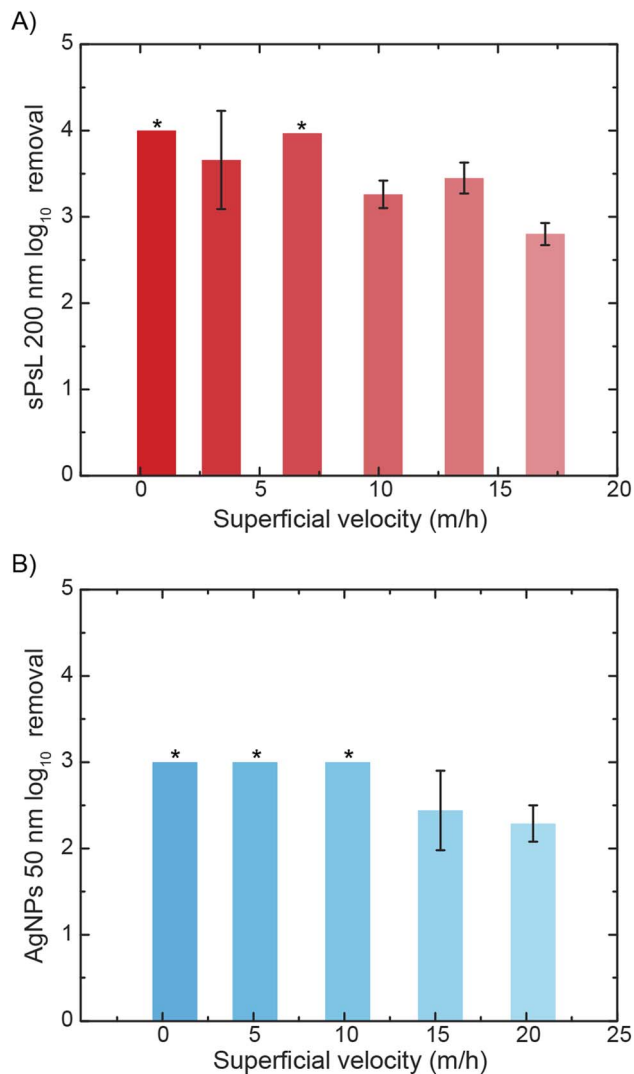 A)
5
4
3
2
1
0
* *
sPsL 200 nm log₁₀ removal
0 5 10 15 20
Superficial velocity (m/h)
B)
5
4
3
2
1
0
* * *
AgNPs 50 nm log₁₀ removal
0 5 10 15 20 25
Superficial velocity (m/h)